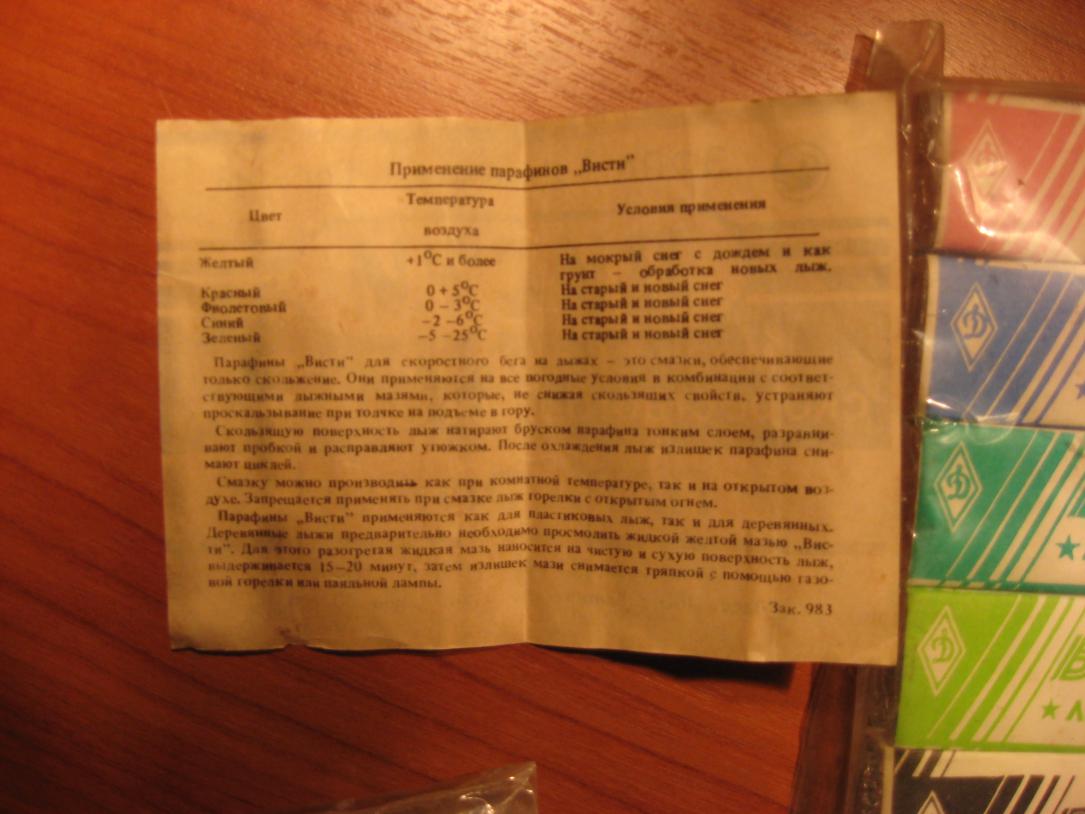 Применение парафинов „Висти"
Цвет Температура воздуха Условия применения
Желтый +1°С и более На мокрый снег с дождем и как
грунт – обработка новых лыж.
Красный 0 + 5°С На старый и новый снег
Фиолетовый 0 – 3°С На старый и новый снег
Синий –2 –6°С На старый и новый снег
Зеленый –5 –25°С На старый и новый снег
Парафины „Висти" для скоростного бега на лыжах – это смазки, обеспечивающие
только скольжение. Они применяются на все погодные условия в комбинации с соответ-
ствующими лыжными мазями, которые, не снижая скользящих свойств, устраняют
проскальзывание при толчке на подъеме в гору.
Скользящую поверхность лыж натирают бруском парафина тонким слоем, разравни-
вают пробкой и расправляют утюжком. После охлаждения лыж излишек парафина сни-
мают циклей.
Смазку можно производить как при комнатной температуре, так и на открытом воз-
духе. Запрещается применять при смазке лыж горелки с открытым огнем.
Парафины „Висти" применяются как для пластиковых лыж, так и для деревянных.
Деревянные лыжи предварительно необходимо просмолить жидкой желтой мазью „Вис-
ти". Для этого разогретая жидкая мазь наносится на чистую и сухую поверхность лыж,
выдерживается 15–20 минут, затем излишек мази снимается тряпкой с помощью газо-
вой горелки или паяльной лампы.
Зак. 983
Д
Д
Д
Д